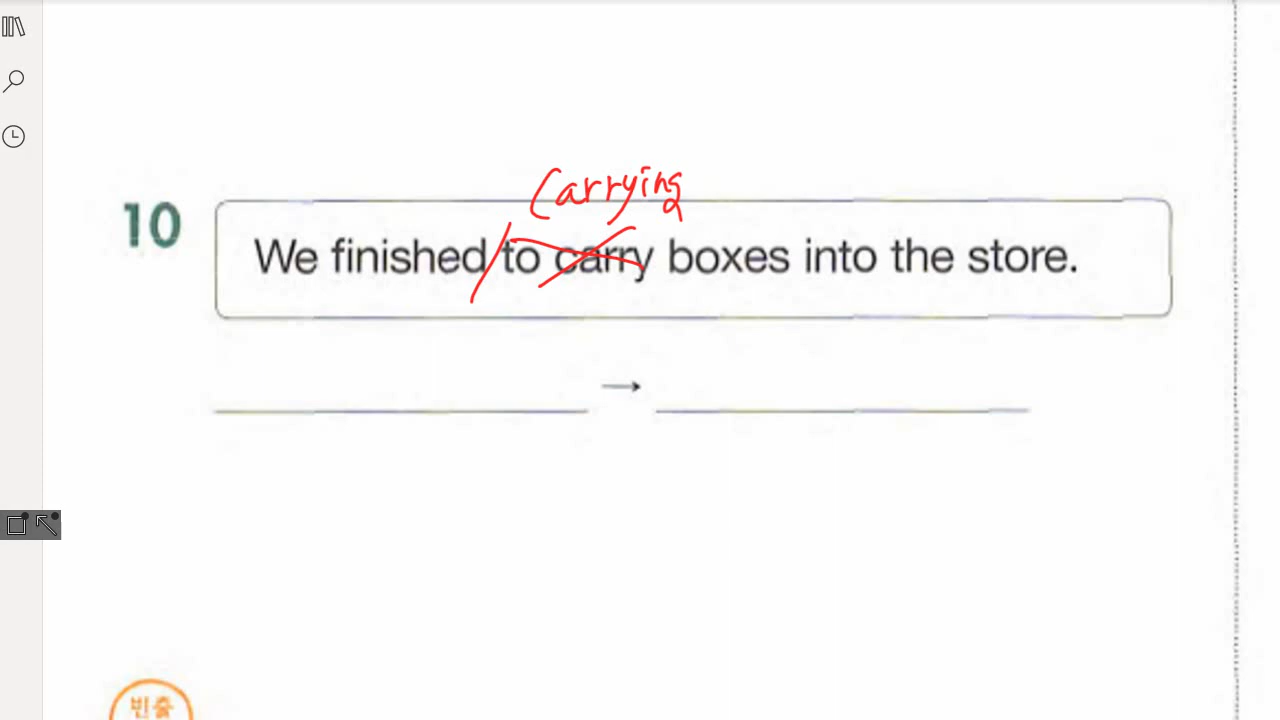 carrying
10
We finished to carry boxes into the store.
→
빈출